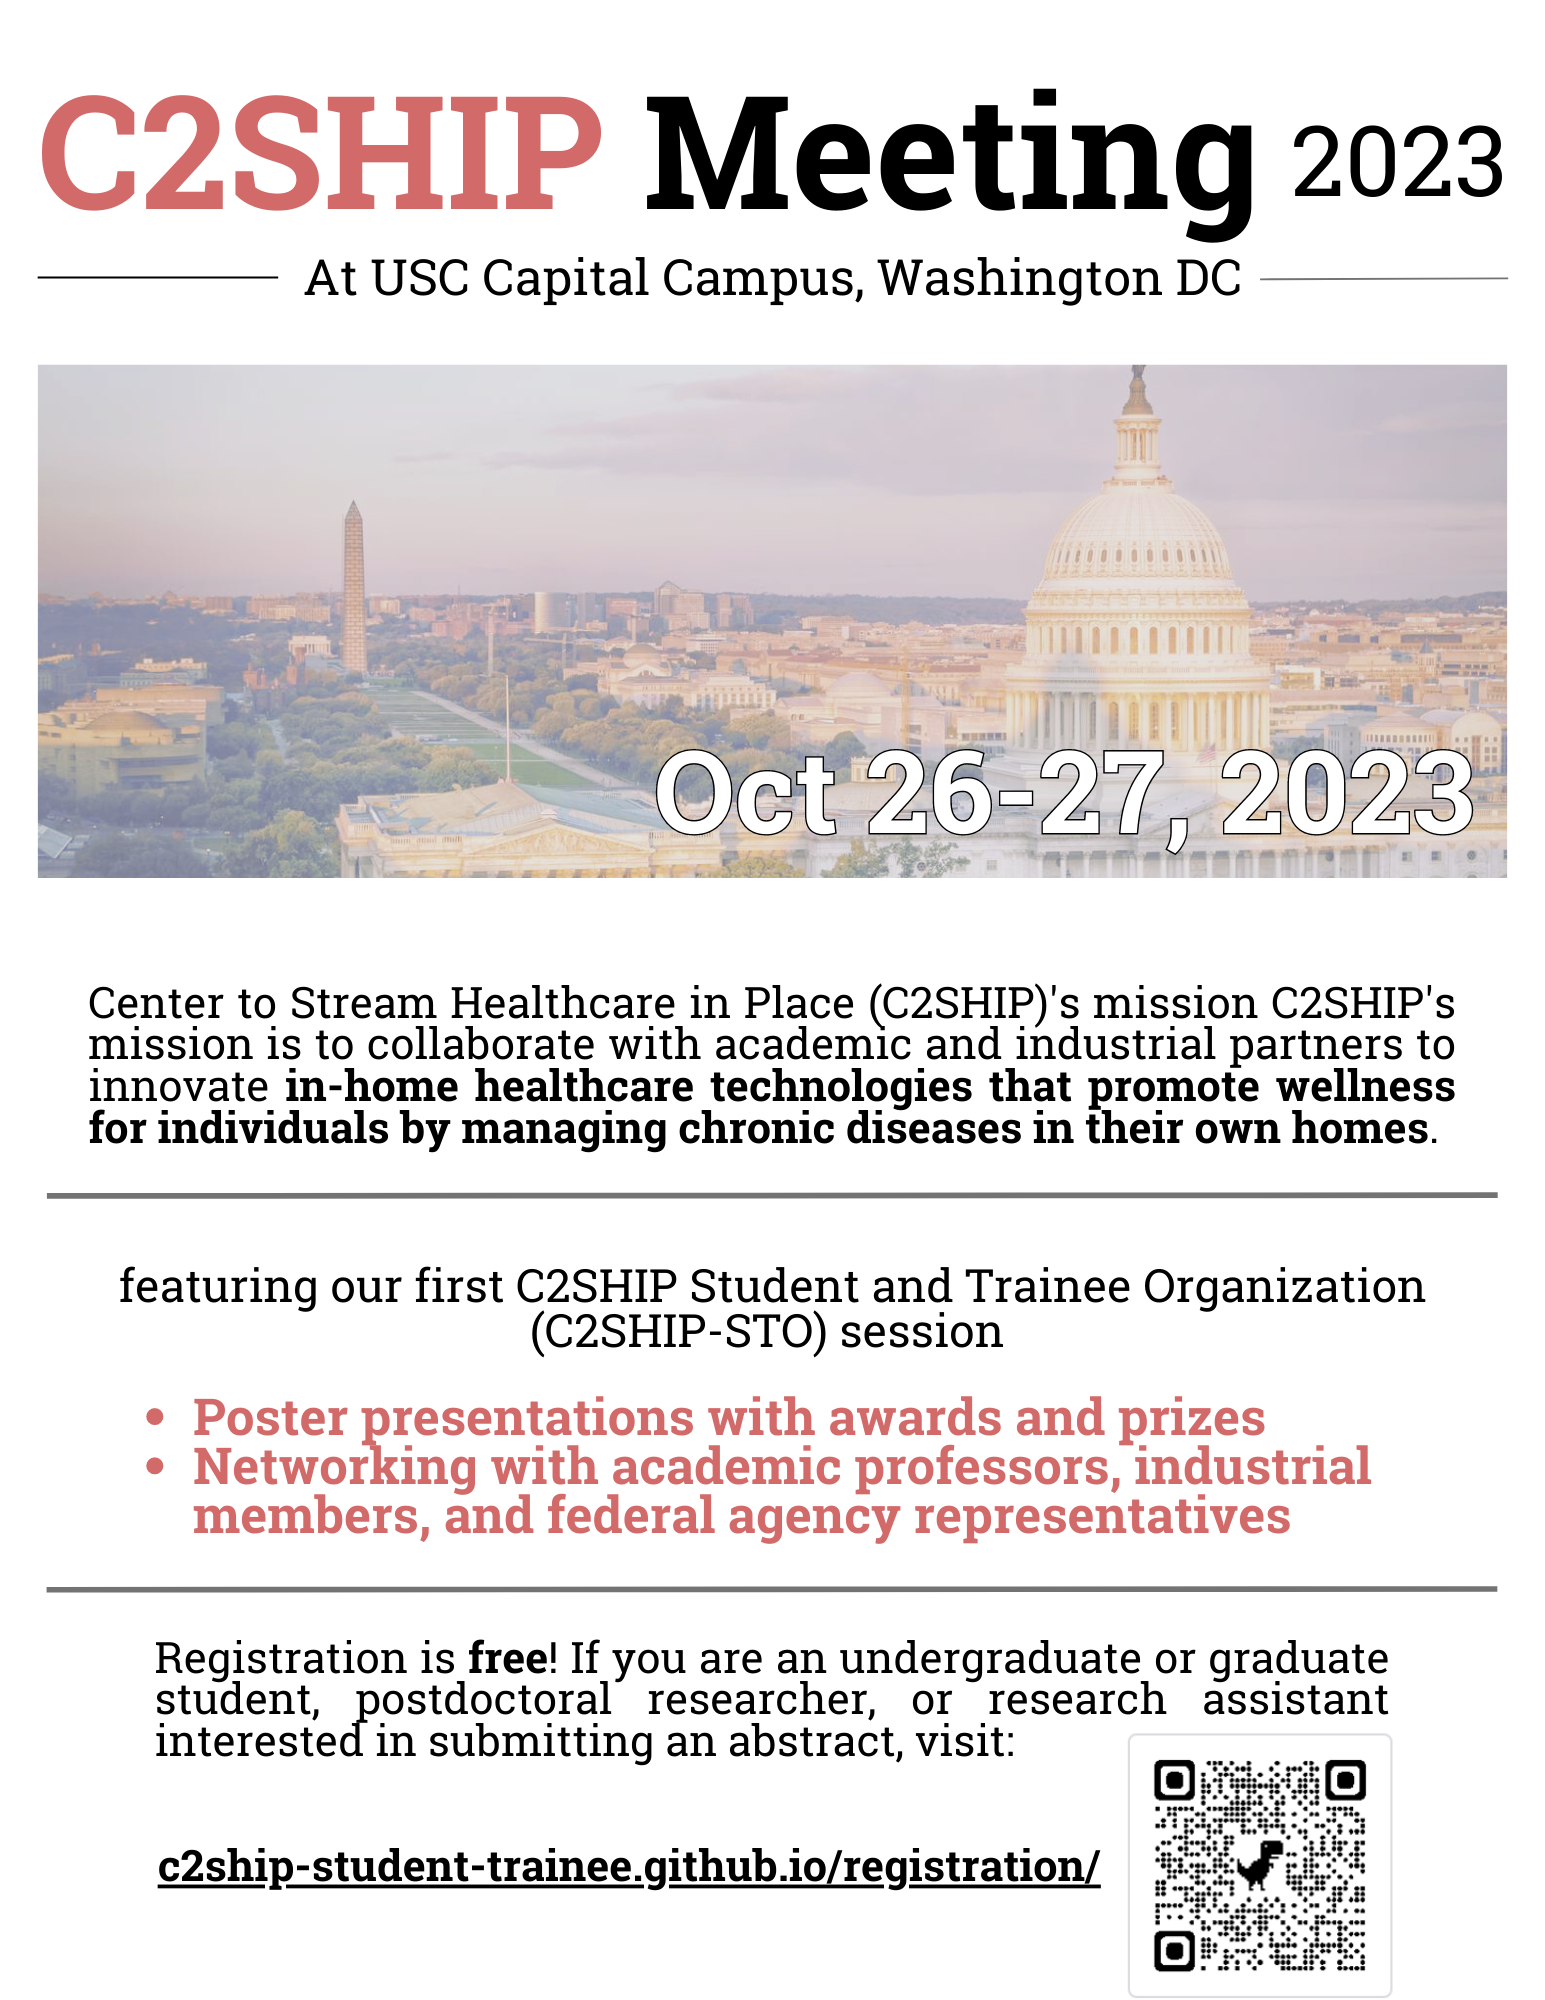 C2SHIP Meeting 2023
At USC Capital Campus, Washington DC
Oct 26-27, 2023
Center to Stream Healthcare in Place (C2SHIP)'s mission C2SHIP's
mission is to collaborate with academic and industrial partners to
innovate in-home healthcare technologies that promote wellness
for individuals by managing chronic diseases in their own homes.
featuring our first C2SHIP Student and Trainee Organization
(C2SHIP-STO) session
• Poster presentations with awards and prizes
• Networking with academic professors, industrial
members, and federal agency representatives
Registration is free! If you are an undergraduate or graduate
student, postdoctoral researcher, or research assistant
interested in submitting an abstract, visit:
c2ship-student-trainee.github.io/registration/